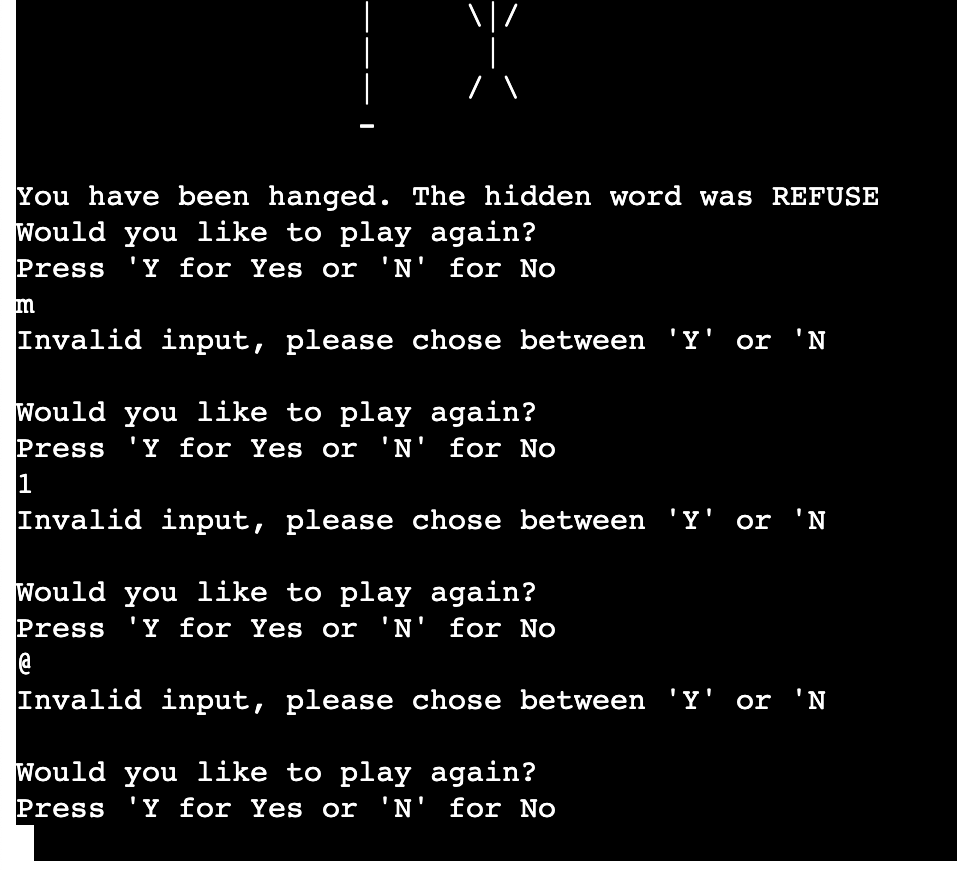 |     \|/
|      |
|     / \
_
You have been hanged. The hidden word was REFUSE
Would you like to play again?
Press 'Y for Yes or 'N' for No
m
Invalid input, please chose between 'Y' or 'N
Would you like to play again?
Press 'Y for Yes or 'N' for No
1
Invalid input, please chose between 'Y' or 'N
Would you like to play again?
Press 'Y for Yes or 'N' for No
@
Invalid input, please chose between 'Y' or 'N
Would you like to play again?
Press 'Y for Yes or 'N' for No